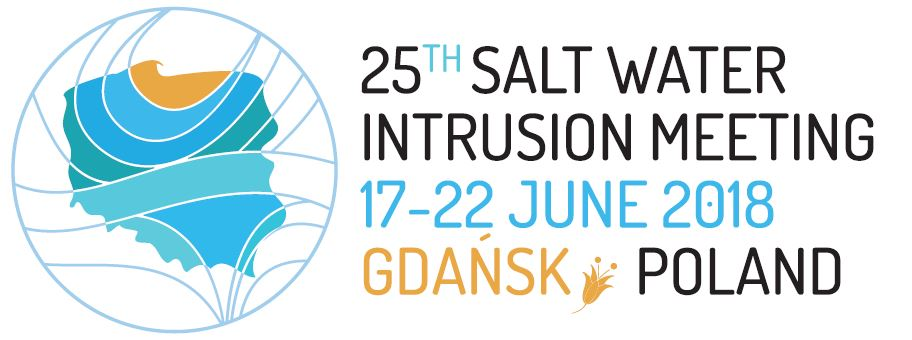 25TH SALT WATER
INTRUSION MEETING
17-22 JUNE 2018
GDAŃSK POLAND